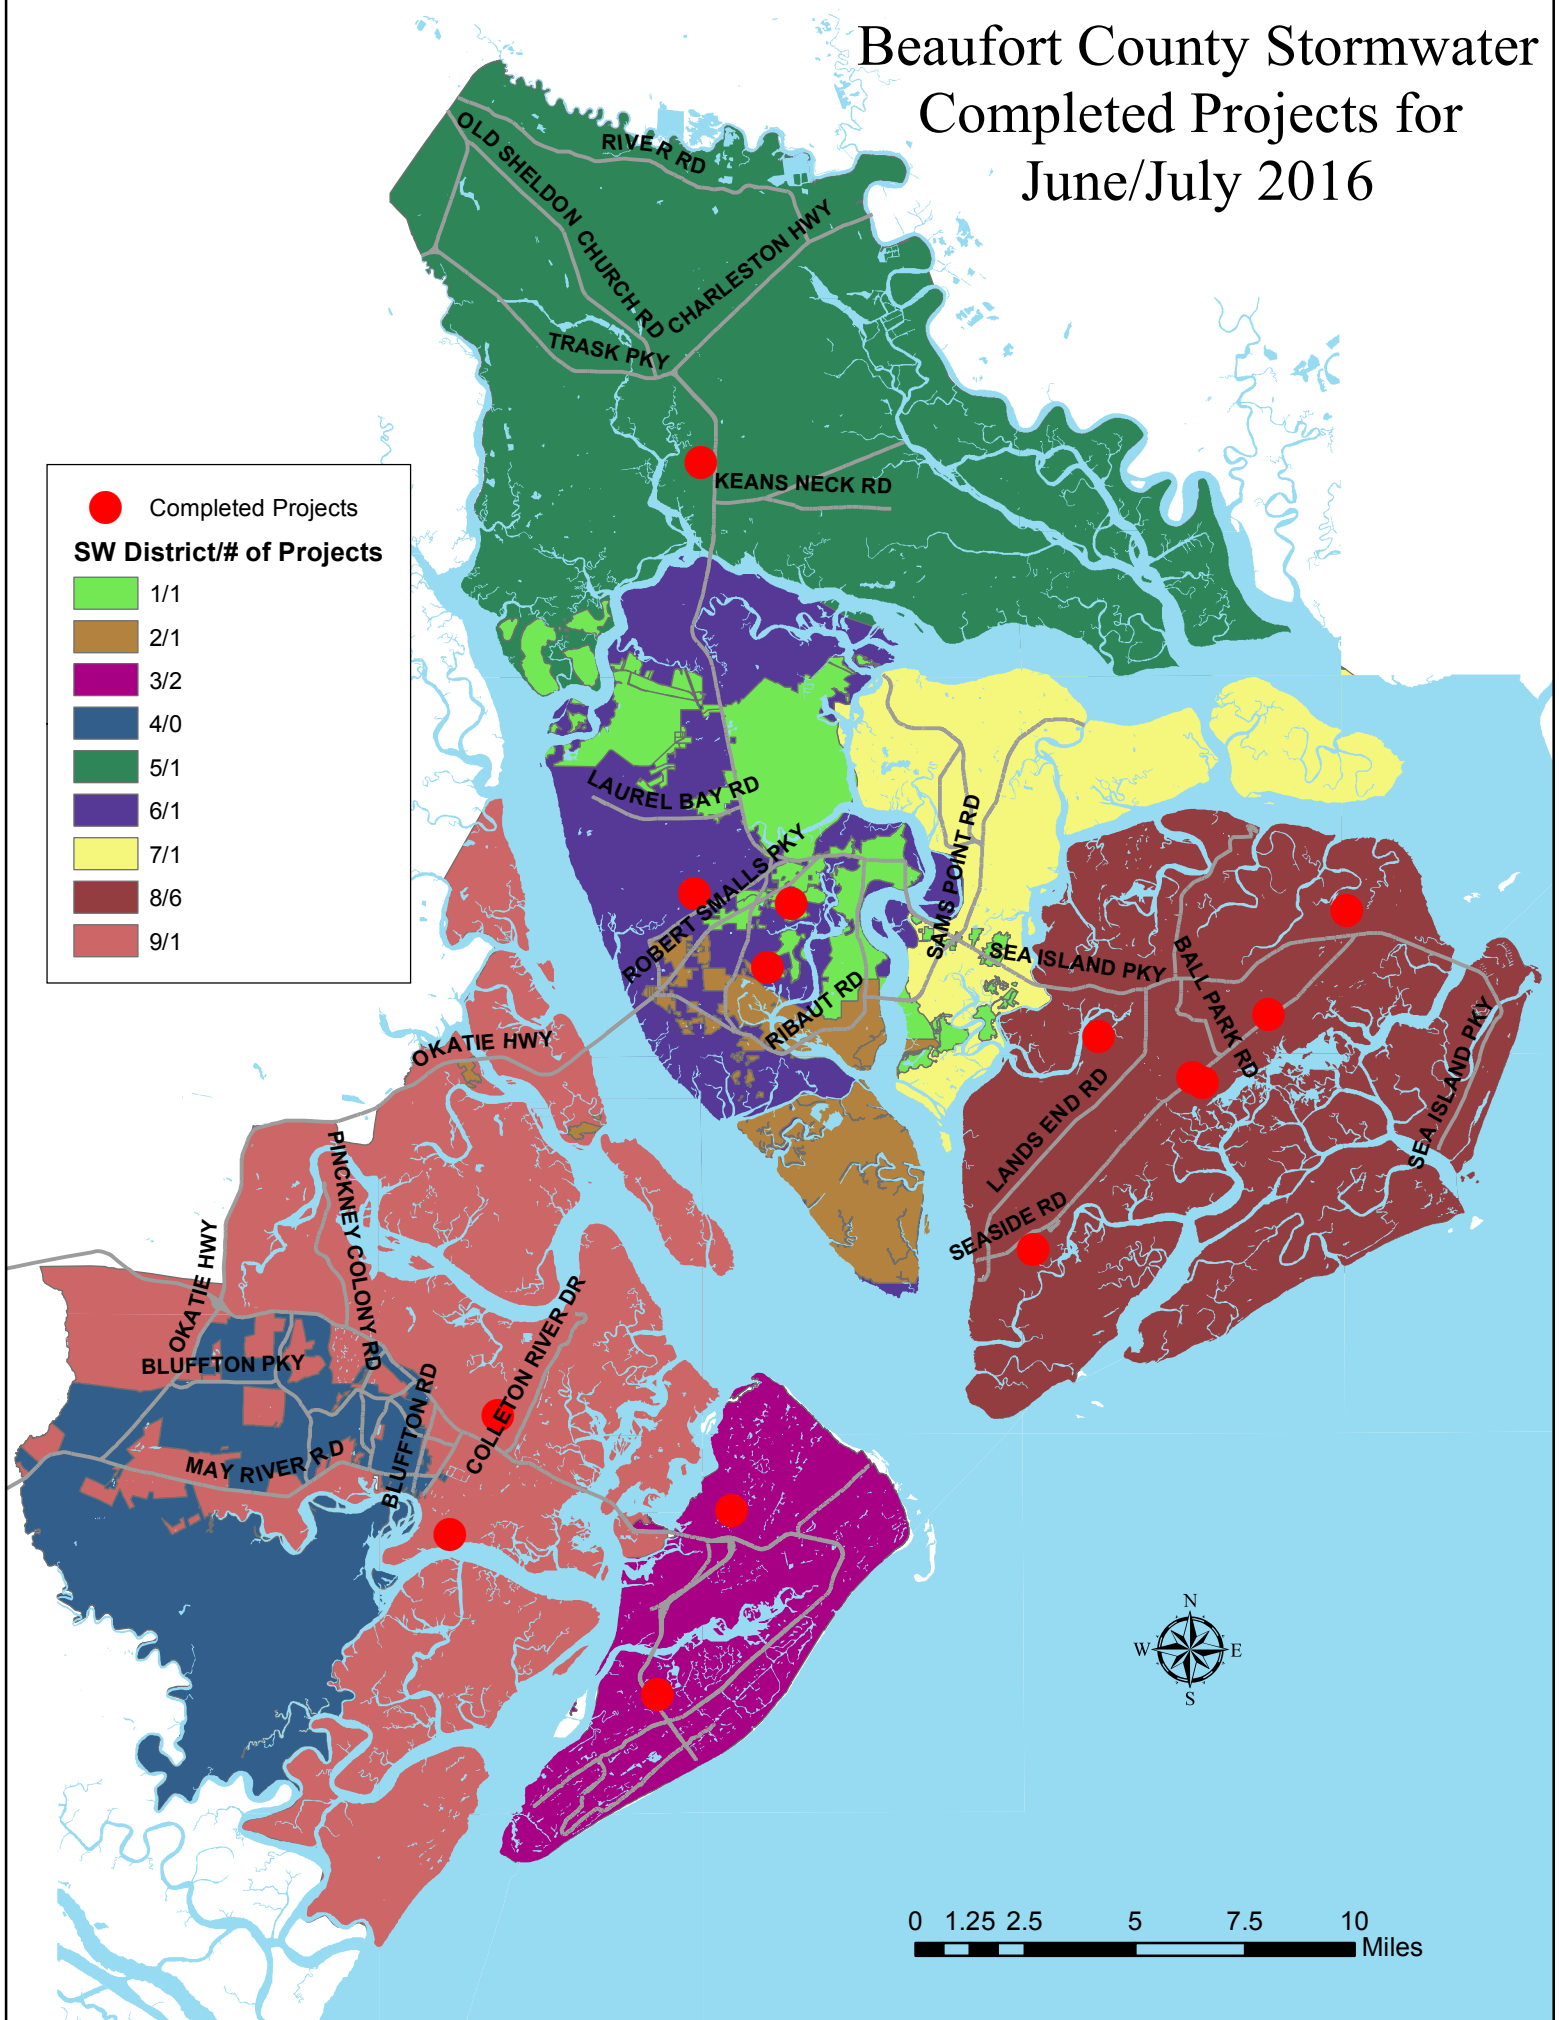 Beaufort County Stormwater
Completed Projects for
June/July 2016
RIVER RD
OLD SHELDON CHURCH RD
CHARLESTON HWY
TRASK PKY
KEANS NECK RD
Completed Projects
SW District/# of Projects
1/1
2/1
3/2
4/0
5/1
6/1
7/1
8/6
9/1
LAUREL BAY RD
ROBERT SMALLS PKY
SAMS POINT RD
SEA ISLAND PKY
BALL PARK RD
RIBAUT RD
SEA ISLAND PKY
OKATIE HWY
LANDS END RD
SEASIDE RD
PINCKNEY COLONY RD
OKATIE HWY
COLLETON RIVER DR
BLUFFTON PKY
BLUFFTON RD
MAY RIVER RD
N
W E
S
0 1.25 2.5 5 7.5 10
Miles